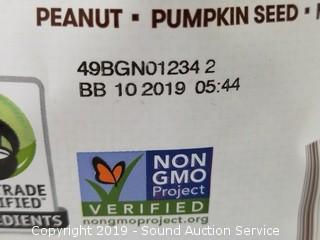 PEANUT • PUMPKIN SEED •
49BGN01234 2
BB 10 2019 05:44
TRADE
IFIED
EDIENTS
NON
GMO
Project
VERIFIED
nongmoproject.org
Copyright 2019 - Sound Auction Service